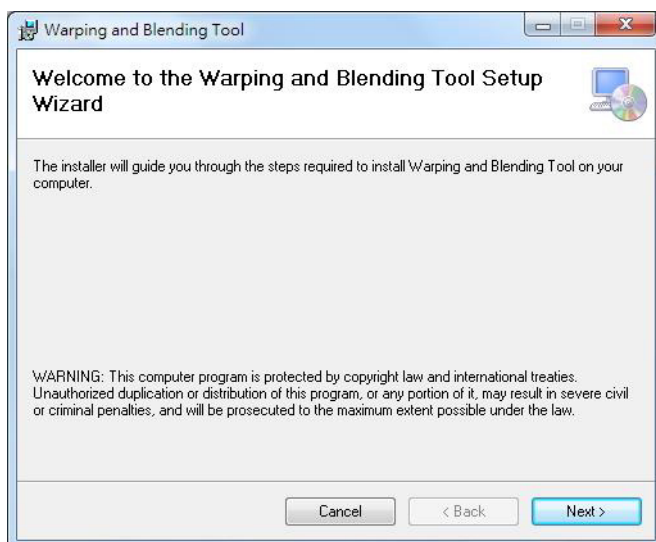 Warping and Blending Tool
Welcome to the Warping and Blending Tool Setup
Wizard
The installer will guide you through the steps required to install Warping and Blending Tool on your
computer.
WARNING: This computer program is protected by copyright law and international treaties.
Unauthorized duplication or distribution of this program, or any portion of it, may result in severe civil
or criminal penalties, and will be prosecuted to the maximum extent possible under the law.
Cancel < Back Next >